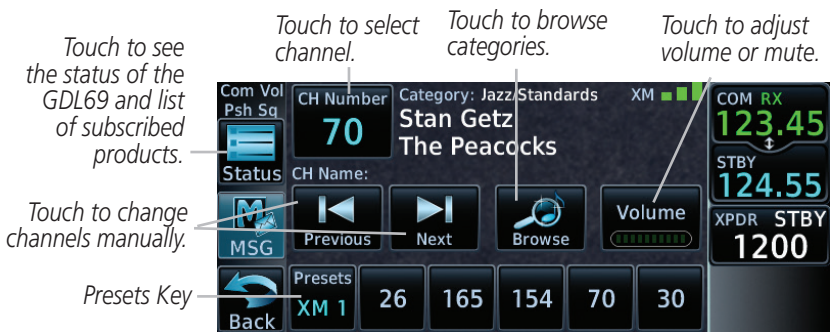 Touch to see
the status of the
GDL69 and list
of subscribed
products.
Touch to select
channel.
Touch to browse
categories.
Touch to adjust
volume or mute.
Com Vol
Psh Sq
CH Number
70
Category: Jazz/Standards
XM
Stan Getz
The Peacocks
COM RX
123.45
STBY
124.55
Status
CH Name:
Touch to change
channels manually.
MSG
Previous
Next
Browse
Volume
XPDR STBY
1200
Presets Key
Back
Presets
XM 1
26
165
154
70
30